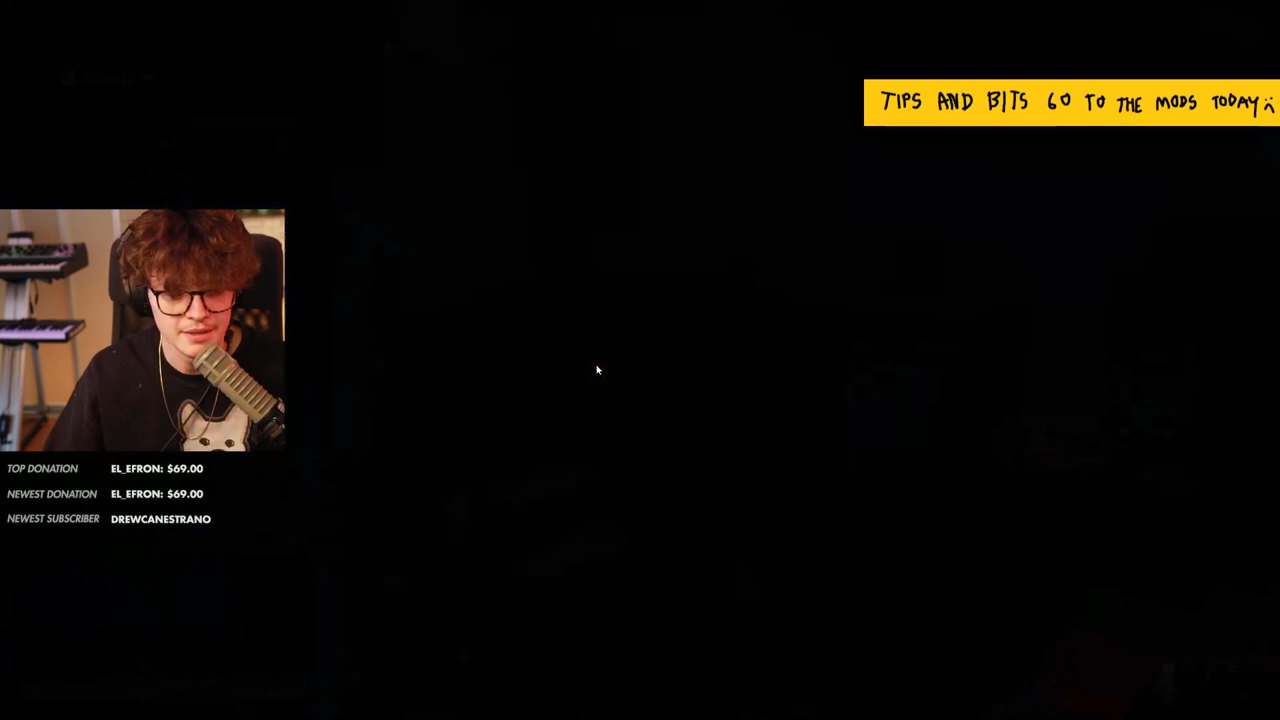 TIPS AND BITS GO TO THE MODS TODAY :(
TOP DONATION EL_EFRON: $69.00
NEWEST DONATION EL_EFRON: $69.00
NEWEST SUBSCRIBER DREWCANESTRANO